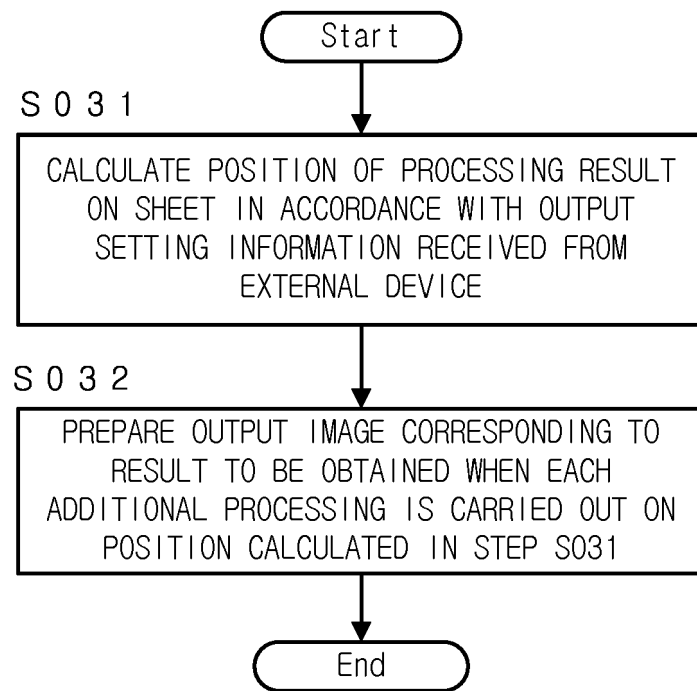 Start
S031
CALCULATE POSITION OF PROCESSING RESULT
ON SHEET IN ACCORDANCE WITH OUTPUT
SETTING INFORMATION RECEIVED FROM
EXTERNAL DEVICE
S032
PREPARE OUTPUT IMAGE CORRESPONDING TO
RESULT TO BE OBTAINED WHEN EACH
ADDITIONAL PROCESSING IS CARRIED OUT ON
POSITION CALCULATED IN STEP S031
End